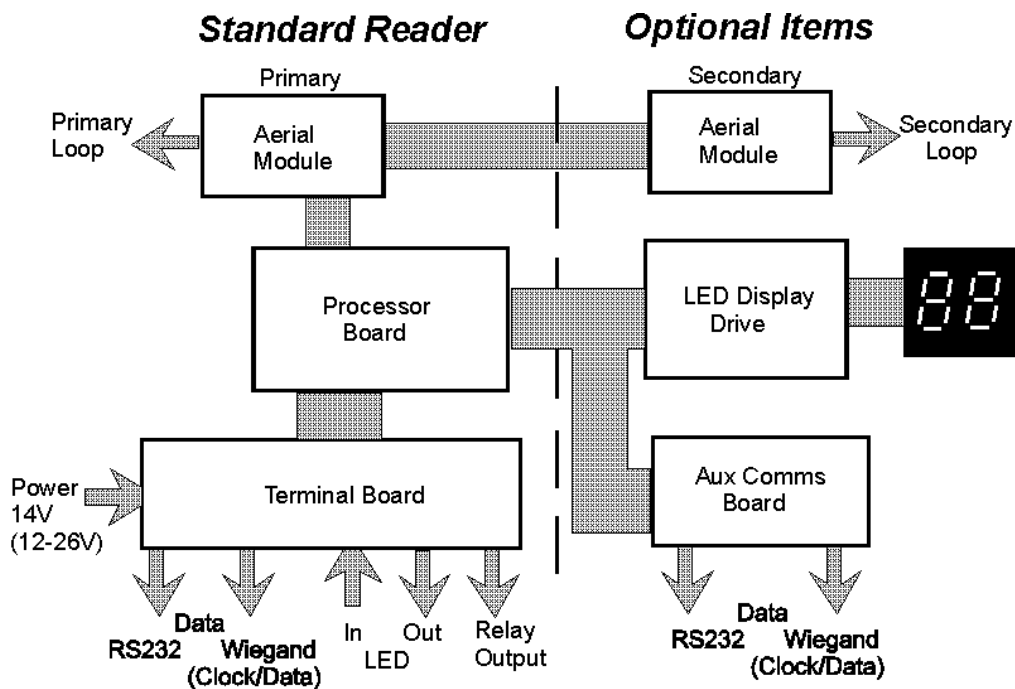 Standard Reader
Optional Items
Primary
Secondary
Primary
Loop
Aerial
Module
Aerial
Module
Secondary
Loop
Processor
Board
LED Display
Drive
88
Power
14V
(12-26V)
Terminal Board
Aux Comms
Board
Data
RS232
Wiegand
(Clock/Data)
In
Out
LED
Relay
Output
Data
RS232
Wiegand
(Clock/Data)